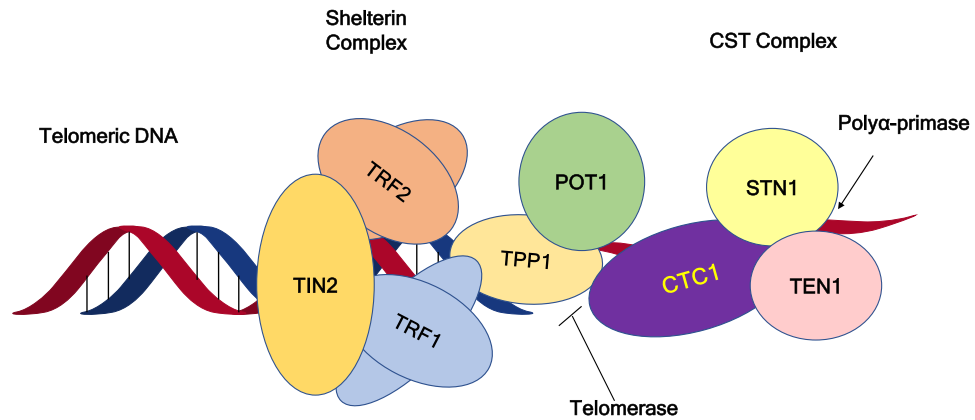 Shelterin
Complex
CST Complex
Telomeric DNA
Polyα-primase
TRF2
POT1
STN1
TPP1
TIN2
CTC1
TEN1
TRF1
Telomerase